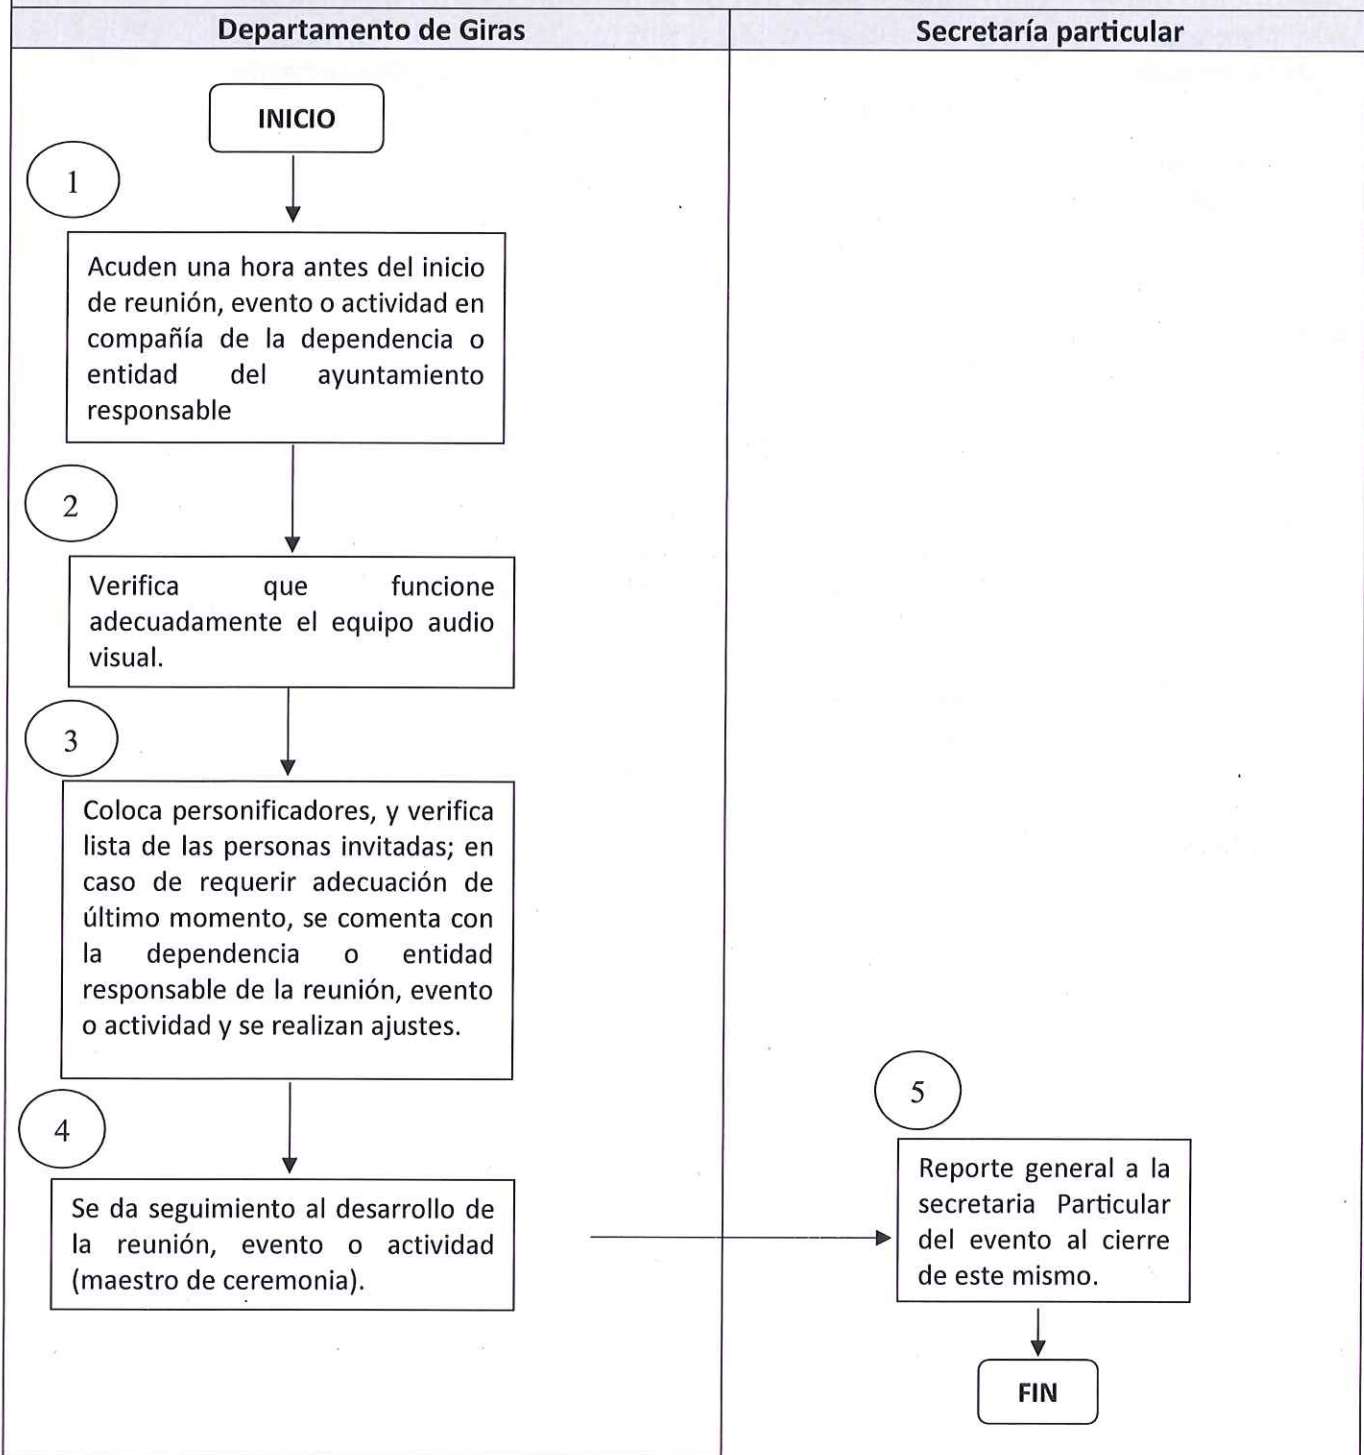 Departamento de Giras
Secretaría particular
INICIO
1
Acuden una hora antes del inicio
de reunión, evento o actividad en
compañía de la dependencia o
entidad del ayuntamiento
responsable
2
Verifica que funcione
adecuadamente el equipo audio
visual.
3
Coloca personificadores, y verifica
lista de las personas invitadas; en
caso de requerir adecuación de
último momento, se comenta con
la dependencia o entidad
responsable de la reunión, evento
o actividad y se realizan ajustes.
4
Se da seguimiento al desarrollo de
la reunión, evento o actividad
(maestro de ceremonia).
5
Reporte general a la
secretaria Particular
del evento al cierre
de este mismo.
FIN